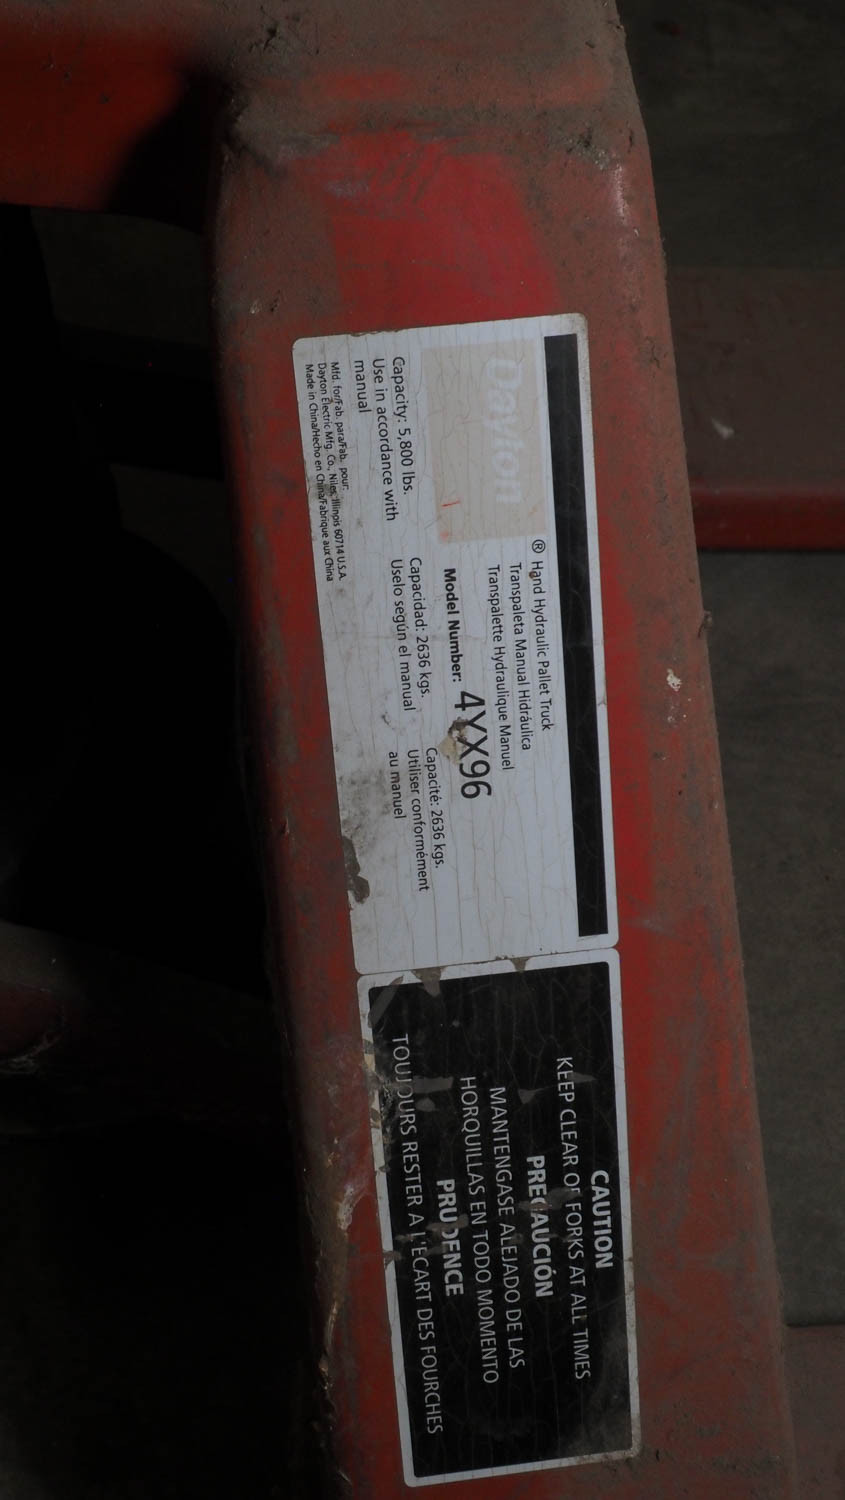 Dayton
® Hand Hydraulic Pallet Truck
Transpaleta Manual Hidráulica
Transpalette Hydraulique Manuel
Model Number: 4YX96
Capacity: 5,800 lbs.
Use in accordance with
manual
Capacidad: 2636 kgs.
Uselo según el manual
Capacité: 2636 kgs.
Utiliser conformément
au manuel
Mfd. for/Fab. para/Fab. pour:
Dayton Electric Mfg. Co., Niles, Illinois 60714 U.S.A.
Made in China/Hecho en China/Fabrique aux China
CAUTION
KEEP CLEAR OF FORKS AT ALL TIMES
PRECAUCIÓN
MANTENGASE ALEJADO DE LAS
HORQUILLAS EN TODO MOMENTO
PRUDENCE
TOUJOURS RESTER A L'ECART DES FOURCHES